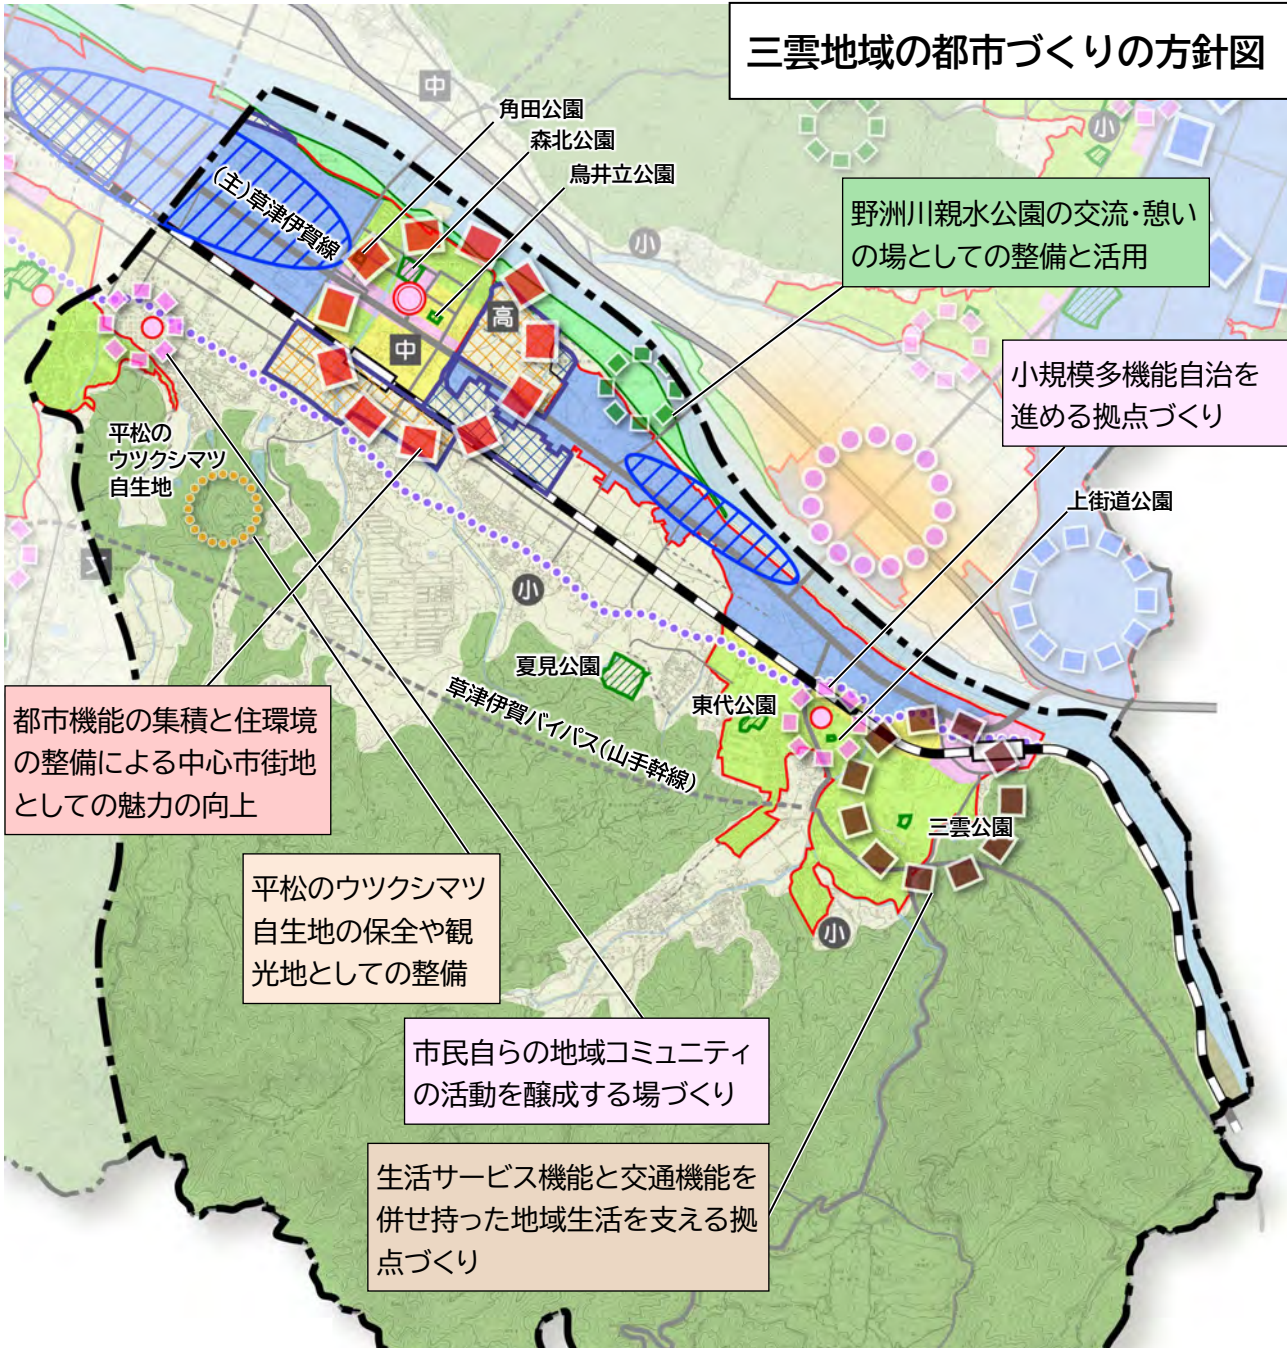 三雲地域の都市づくりの方針図
中
角田公園
森北公園
鳥井立公園
小
(主)草津伊賀線
野洲川親水公園の交流・憩い
の場としての整備と活用
小
高
中
小規模多機能自治を
進める拠点づくり
平松の
ウツクシマツ
自生地
上街道公園
小
夏見公園
東代公園
草津伊賀バイパス(山手幹線)
都市機能の集積と住環境
の整備による中心市街地
としての魅力の向上
三雲公園
平松のウツクシマツ
自生地の保全や観
光地としての整備
小
市民自らの地域コミュニティ
の活動を醸成する場づくり
生活サービス機能と交通機能を
併せ持った地域生活を支える拠
点づくり